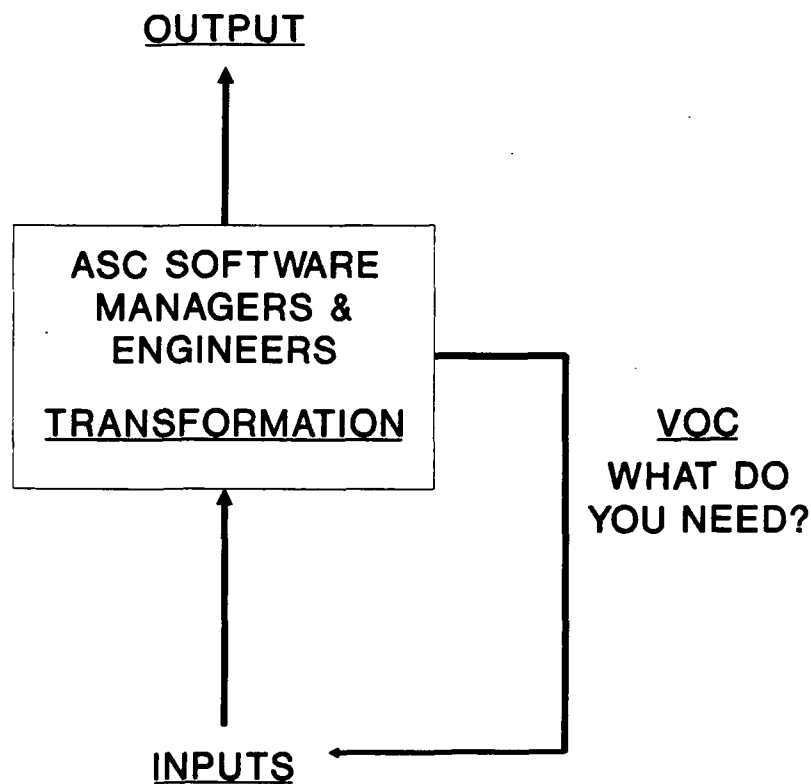 OUTPUT
ASC SOFTWARE
MANAGERS &
ENGINEERS
TRANSFORMATION
VOC
WHAT DO
YOU NEED?
INPUTS